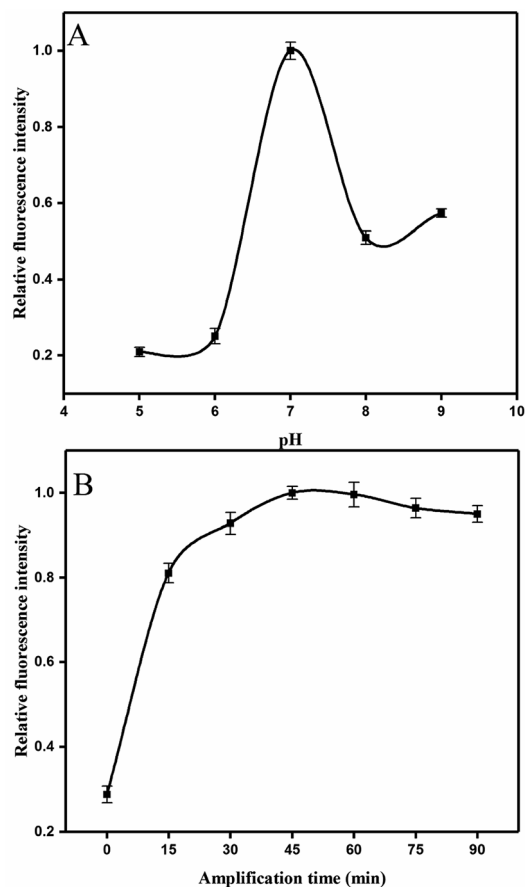 A
Relative fluorescence intensity
1.0
0.8
0.6
0.4
0.2
4 5 6 7 8 9 10
pH
B
Relative fluorescence intensity
1.0
0.8
0.6
0.4
0.2
0 15 30 45 60 75 90
Amplification time (min)